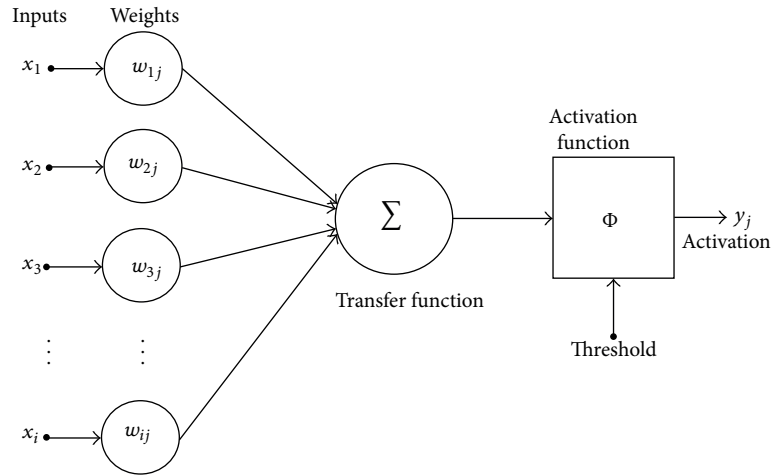 Inputs Weights
x1 w1j
x2 w2j
x3 w3j
⋮ ⋮
xi wij
Σ
Transfer function
Activation
function
Φ
yj
Activation
Threshold